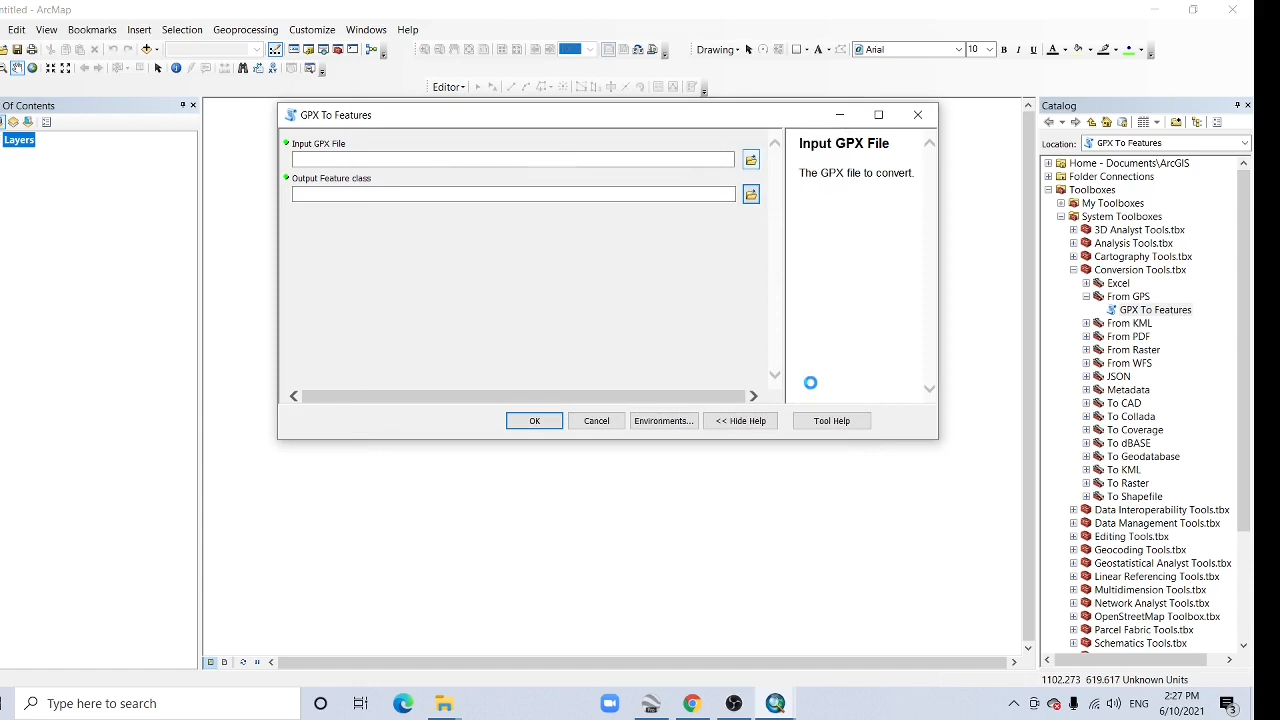 ntitled - ArcMap
Edit View Bookmarks Insert Selection Geoprocessing Customize Windows Help
Drawing Arial 10 B I U A
Editor
Of Contents
Layers
GPX To Features
Input GPX File
Output Feature class
Input GPX File
The GPX file to convert.
OK Cancel Environments... << Hide Help Tool Help
Catalog
Location: GPX To Features
Home - Documents\ArcGIS
Folder Connections
Toolboxes
My Toolboxes
System Toolboxes
3D Analyst Tools.tbx
Analysis Tools.tbx
Cartography Tools.tbx
Conversion Tools.tbx
Excel
From GPS
GPX To Features
From KML
From PDF
From Raster
From WFS
JSON
Metadata
To CAD
To Collada
To Coverage
To dBASE
To Geodatabase
To KML
To Raster
To Shapefile
Data Interoperability Tools.tbx
Data Management Tools.tbx
Editing Tools.tbx
Geocoding Tools.tbx
Geostatistical Analyst Tools.tbx
Linear Referencing Tools.tbx
Multidimension Tools.tbx
Network Analyst Tools.tbx
OpenStreetMap Toolbox.tbx
Parcel Fabric Tools.tbx
Schematics Tools.tbx
1102.273 619.617 Unknown Units
Type here to search
ENG
2:27 PM
6/10/2021
3